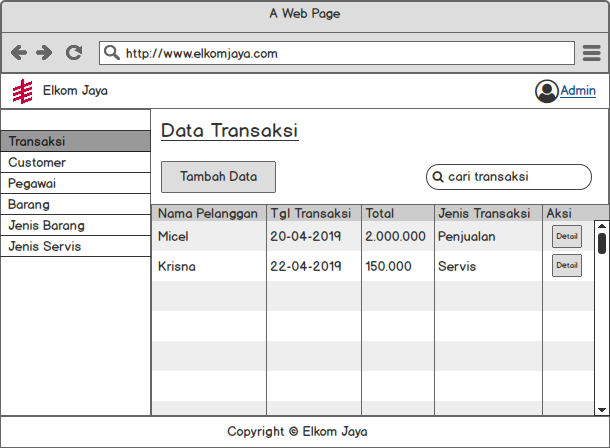 A Web Page
http://www.elkomjaya.com
Elkom Jaya
Admin
Transaksi
Customer
Pegawai
Barang
Jenis Barang
Jenis Servis
Data Transaksi
Tambah Data
cari transaksi
Nama Pelanggan Tgl Transaksi Total Jenis Transaksi Aksi
Micel 20-04-2019 2.000.000 Penjualan Detail
Krisna 22-04-2019 150.000 Servis Detail
Copyright © Elkom Jaya